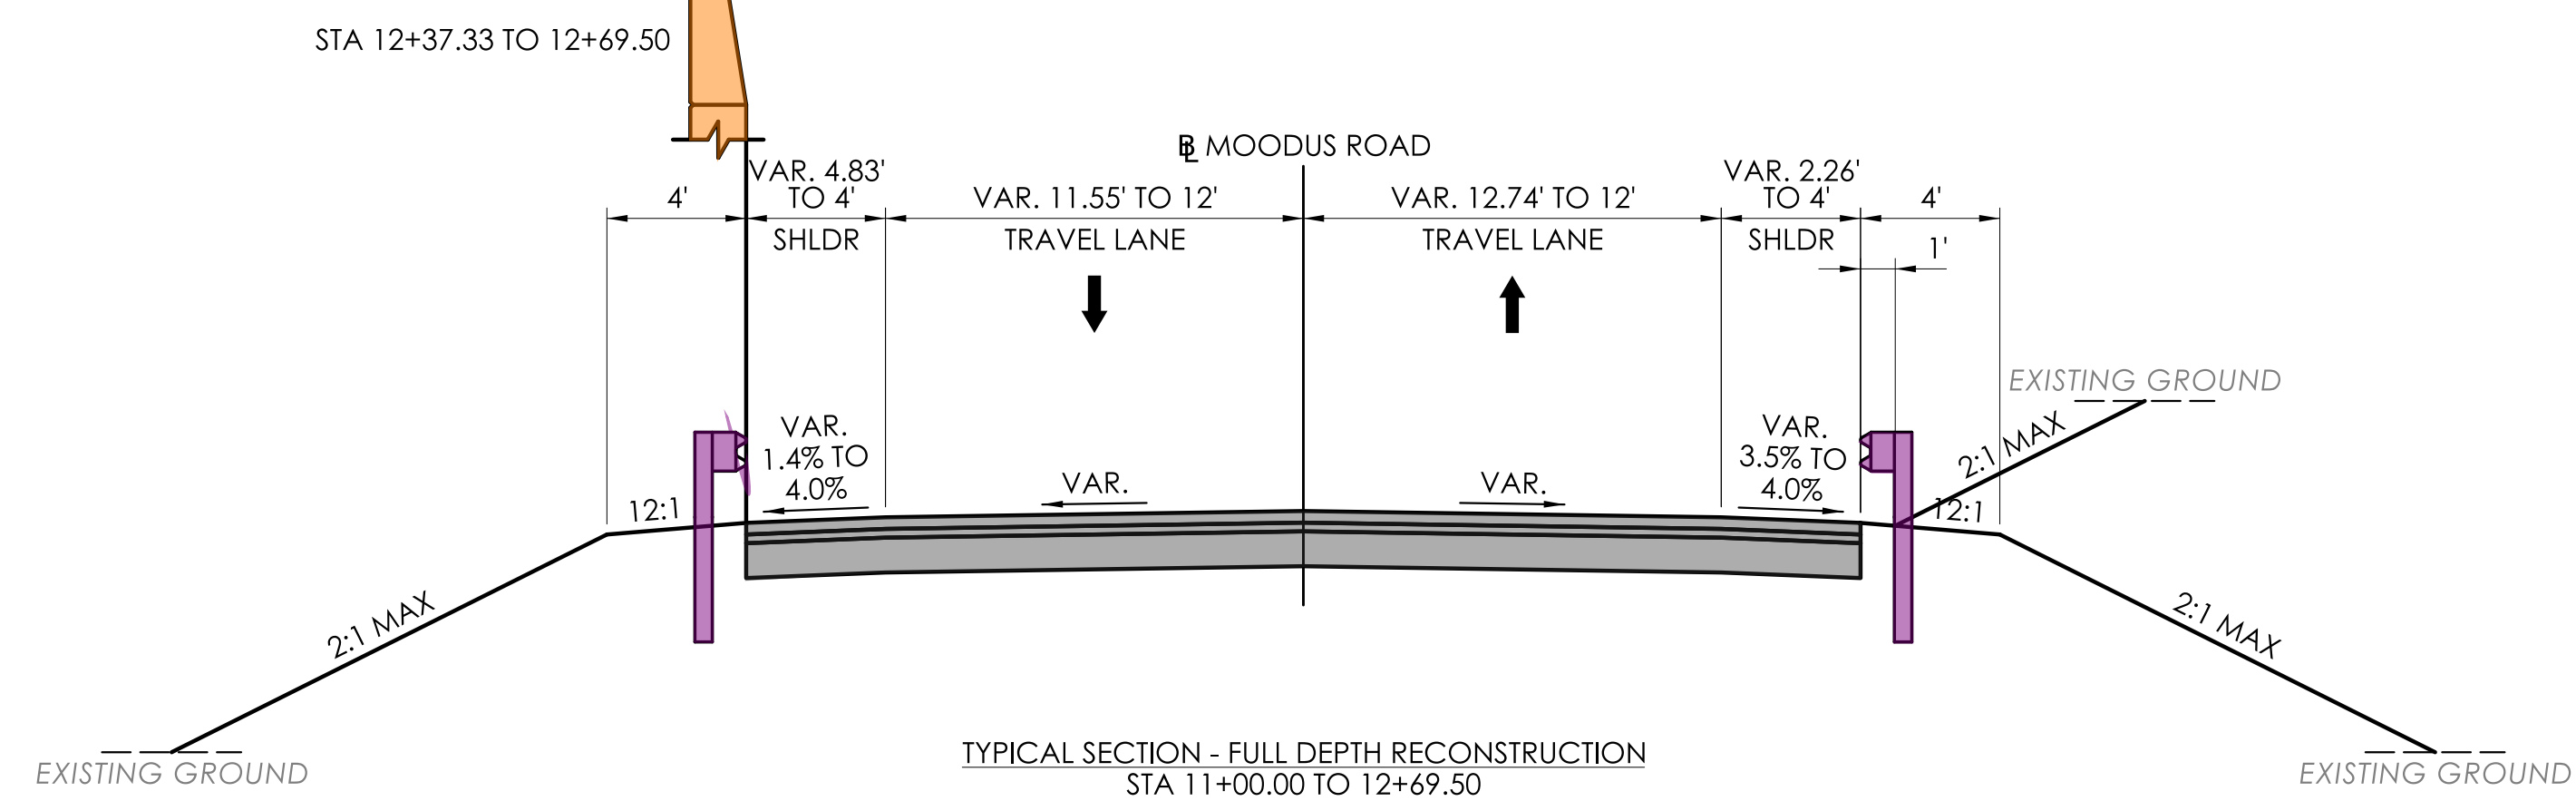 STA 12+37.33 TO 12+69.50
BL MOODUS ROAD
4'
VAR. 4.83'
TO 4'
SHLDR
VAR. 11.55' TO 12'
TRAVEL LANE
VAR. 12.74' TO 12'
TRAVEL LANE
VAR. 2.26'
TO 4'
SHLDR
4'
1'
EXISTING GROUND
2:1 MAX
VAR.
1.4% TO
4.0%
VAR.
VAR.
VAR.
3.5% TO
4.0%
12:1
12:1
2:1 MAX
2:1 MAX
EXISTING GROUND
EXISTING GROUND
TYPICAL SECTION - FULL DEPTH RECONSTRUCTION
STA 11+00.00 TO 12+69.50